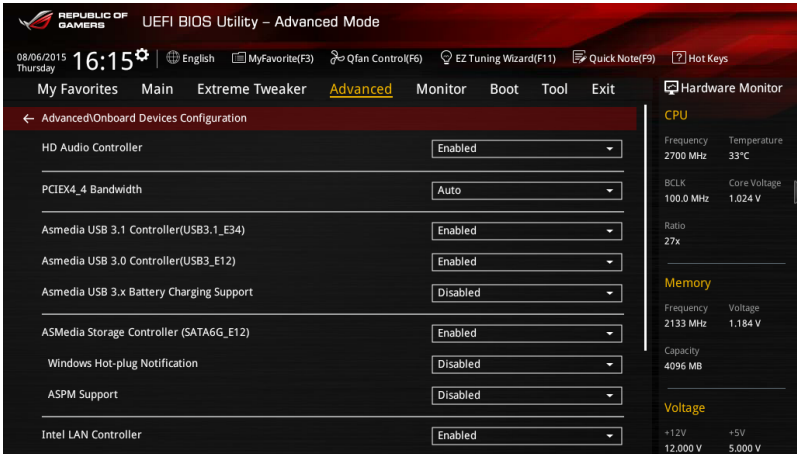 REPUBLIC OF
GAMERS
UEFI BIOS Utility – Advanced Mode
08/06/2015
Thursday
16:15
English
MyFavorite(F3)
Qfan Control(F6)
EZ Tuning Wizard(F11)
Quick Note(F9)
? Hot Keys
My Favorites Main Extreme Tweaker Advanced Monitor Boot Tool Exit
Hardware Monitor
← Advanced\Onboard Devices Configuration
HD Audio Controller Enabled
PCIEX4_4 Bandwidth Auto
Asmedia USB 3.1 Controller(USB3.1_E34) Enabled
Asmedia USB 3.0 Controller(USB3_E12) Enabled
Asmedia USB 3.x Battery Charging Support Disabled
ASMedia Storage Controller (SATA6G_E12) Enabled
Windows Hot-plug Notification Disabled
ASPM Support Disabled
Intel LAN Controller Enabled
CPU
Frequency Temperature
2700 MHz 33°C
BCLK Core Voltage
100.0 MHz 1.024 V
Ratio
27x
Memory
Frequency Voltage
2133 MHz 1.184 V
Capacity
4096 MB
Voltage
+12V +5V
12.000 V 5.000 V